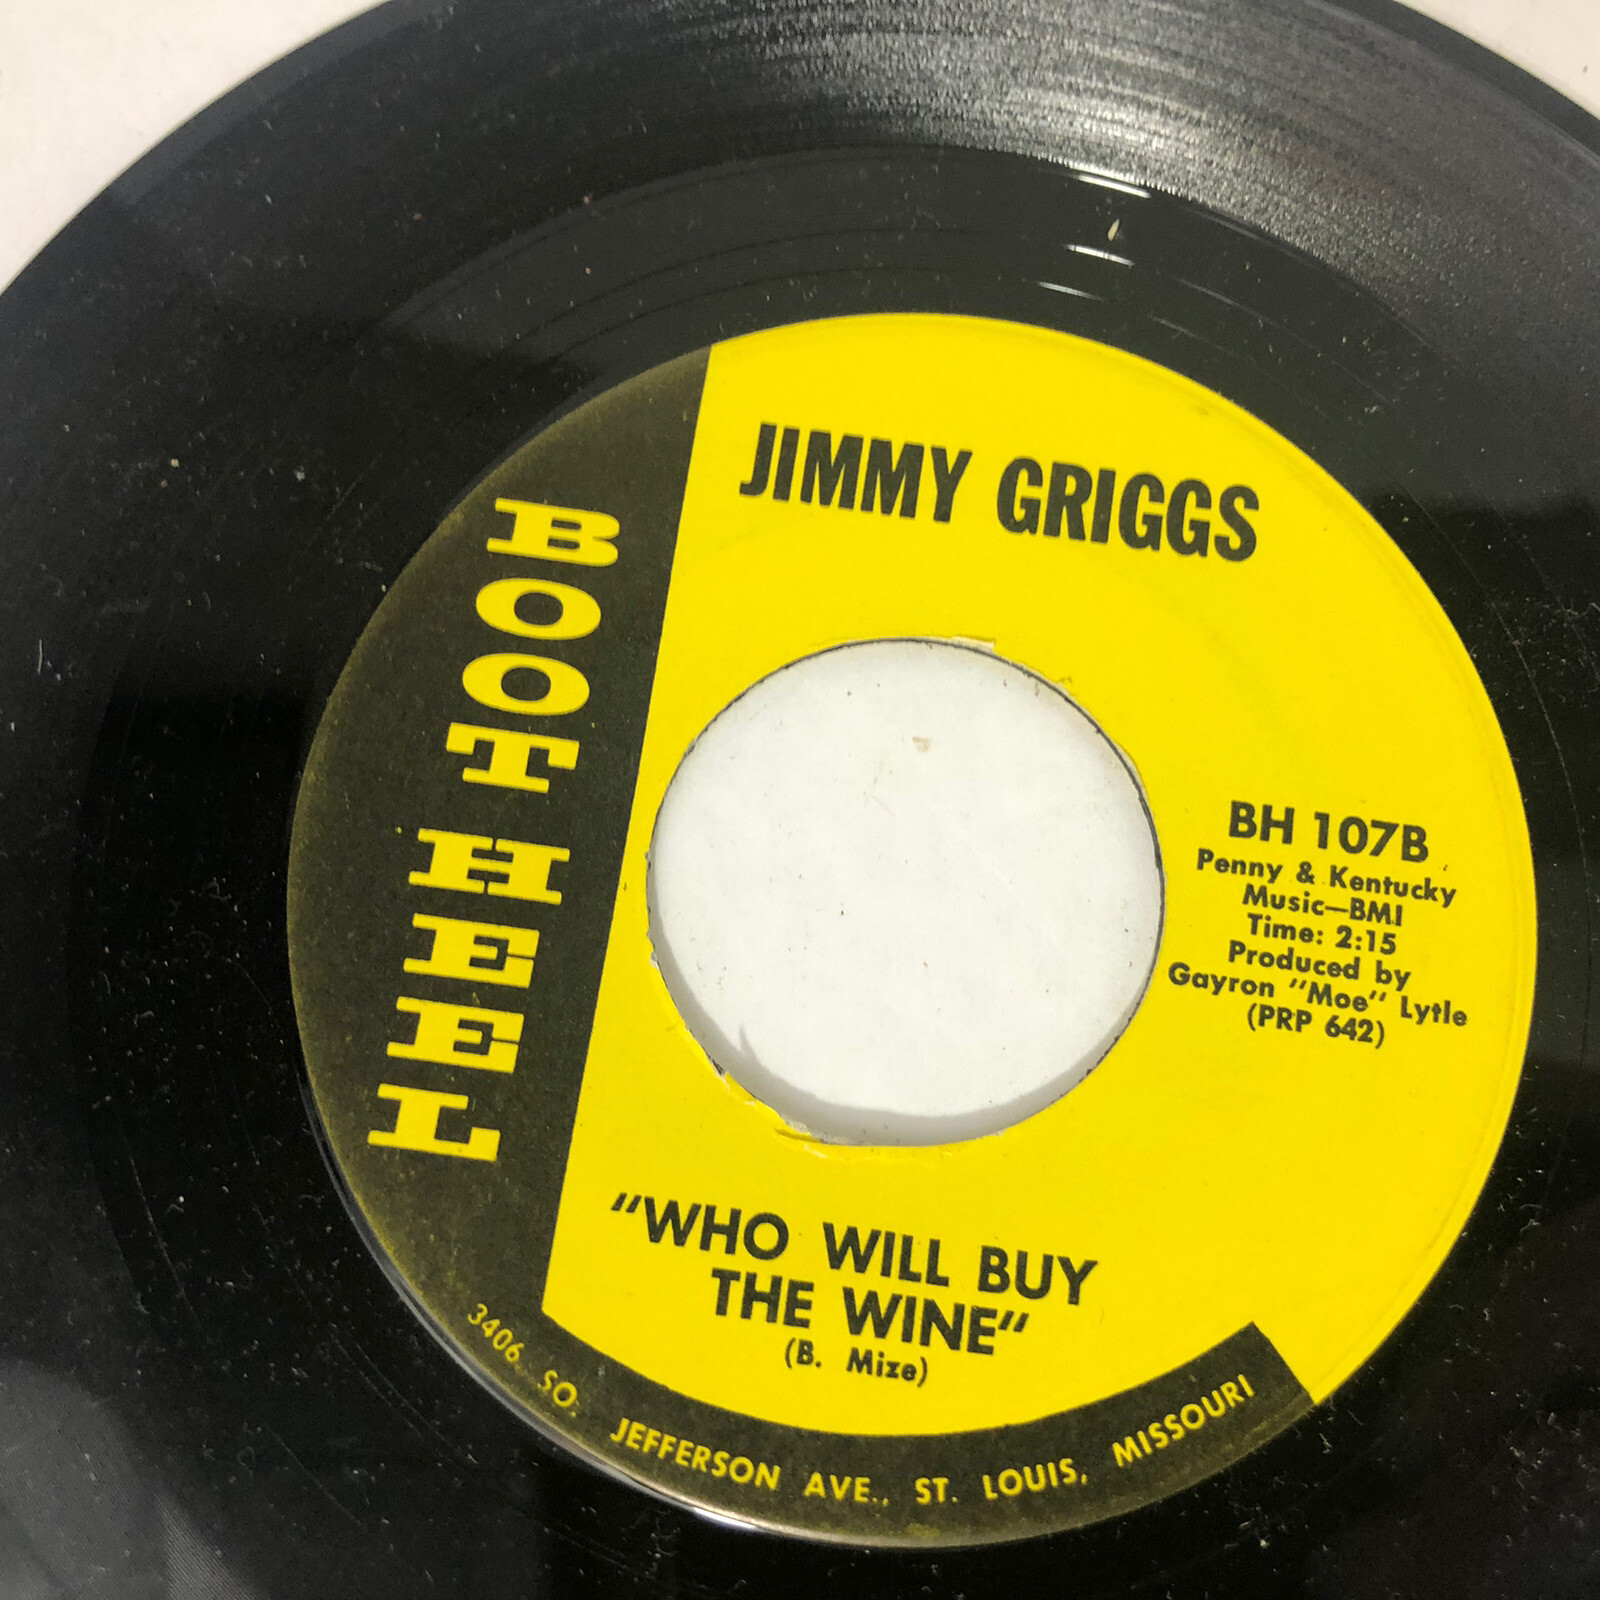 JIMMY GRIGGS
BOOT HEEL
BH 107B
Penny & Kentucky
Music—BMI
Time: 2:15
Produced by
Gayron "Moe" Lytle
(PRP 642)
"WHO WILL BUY
THE WINE"
(B. Mize)
3406 SO. JEFFERSON AVE., ST. LOUIS, MISSOURI